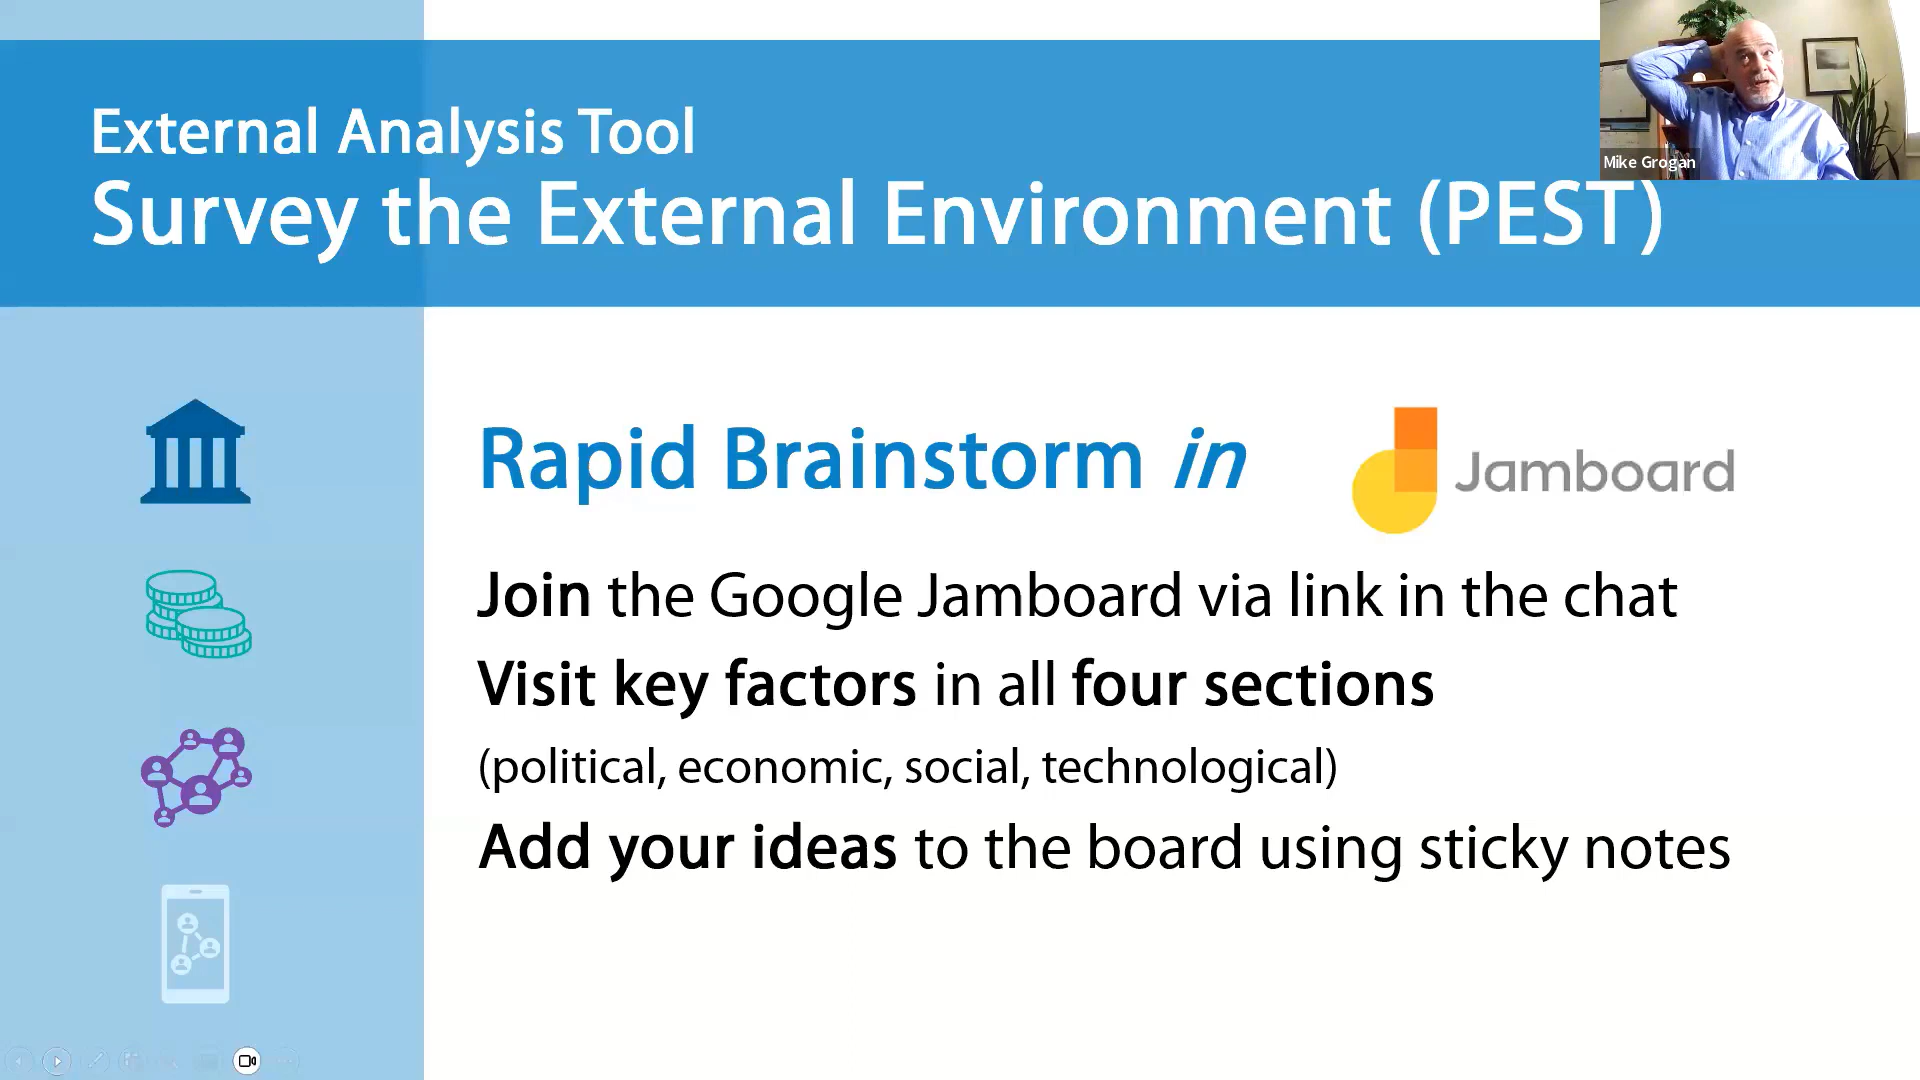 External Analysis Tool
Survey the External Environment (PEST)
Mike Grogan
Rapid Brainstorm in
Jamboard
Join the Google Jamboard via link in the chat
Visit key factors in all four sections
(political, economic, social, technological)
Add your ideas to the board using sticky notes